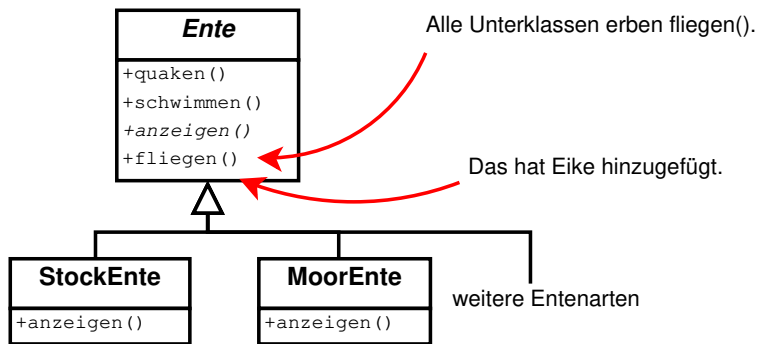 Ente
Alle Unterklassen erben fliegen().
+quaken()
+schwimmen()
+anzeigen()
+fliegen()
Das hat Eike hinzugefügt.
StockEnte
MoorEnte
weitere Entenarten
+anzeigen()
+anzeigen()